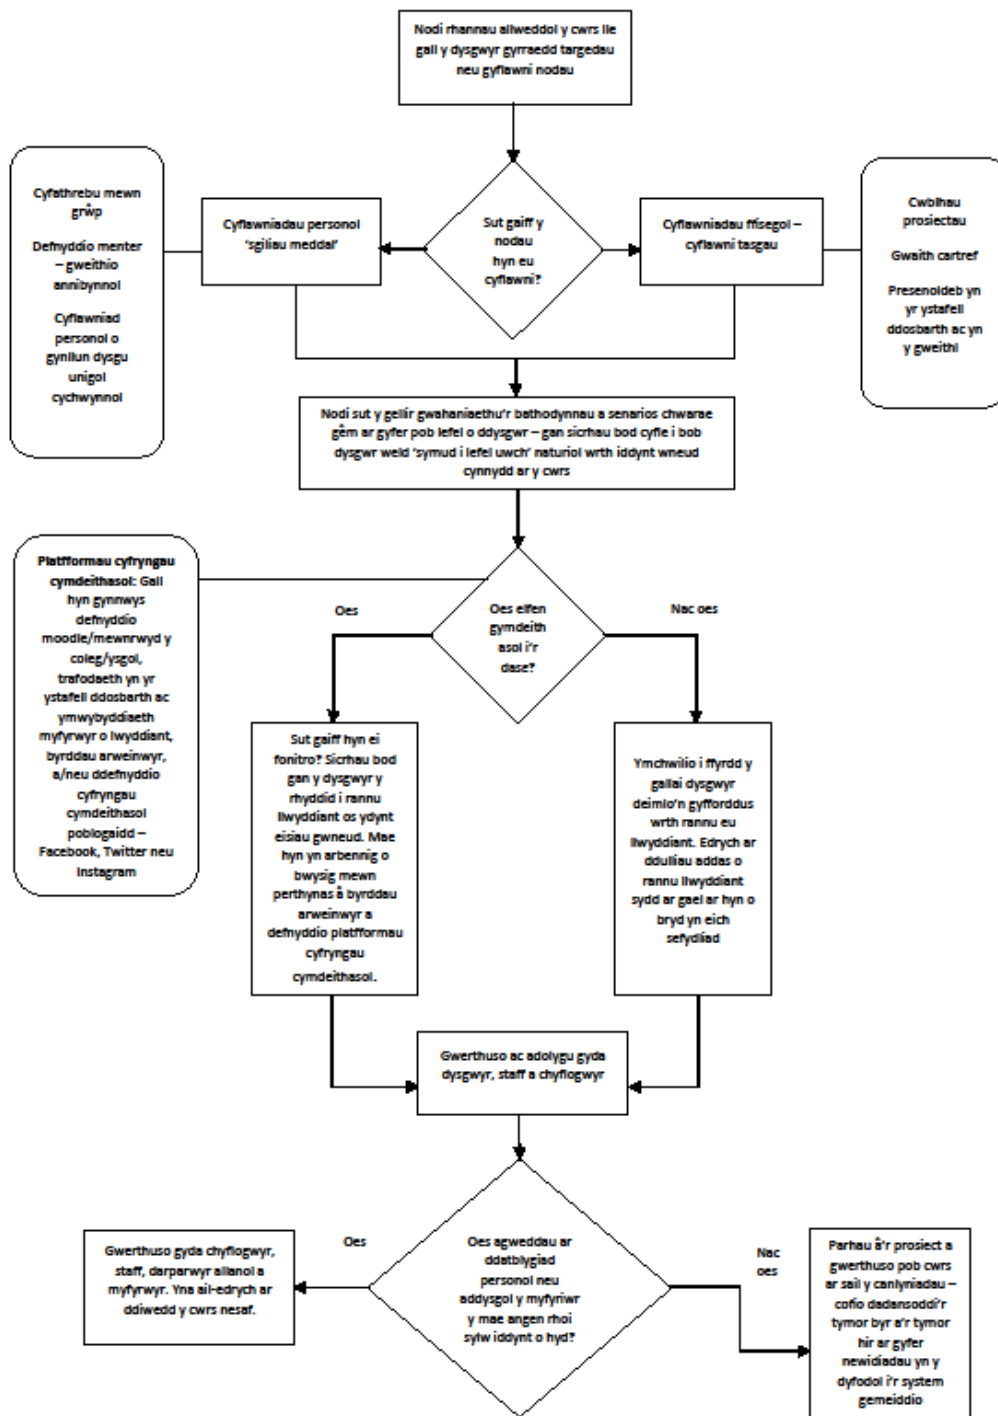 Nodi rhannau allweddol y cwrs lle
gall y dysgwyr gyrraedd targedau
neu gyflawni nodau
Cyfathrebu mewn
grŵp
Defnyddio menter
– gweithio
annibynnol
Cyflawniad
personol o
gynllun dysgu
unigol
cychwynnol
Cyflawniadau personol
‘sgiliau meddal’
Sut gaiff y
nodau
hyn eu
cyflawni?
Cyflawniadau ffisegol –
cyflawni tasgau
Cwblhau
prosiectau
Gwaith cartref
Presenoldeb yn
yr ystafell
ddosbarth ac yn
y gweithl
Nodi sut y gellir gwahaniaethu’r bathodynnau a senarios chwarae
gêm ar gyfer pob lefel o ddysgwr – gan sicrhau bod cyfle i bob
dysgwr weld ‘symud i lefel uwch’ naturiol wrth iddynt wneud
cynnydd ar y cwrs
Platfformau cyfryngau
cymdeithasol: Gall
hyn gynnwys
defnyddio
moodle/mewnrwyd y
coleg/ysgol,
trafodaeth yn yr
ystafell ddosbarth ac
ymwybyddiaeth
myfyrwyr o lwyddiant,
byrddau arweinwyr,
a/neu ddefnyddio
cyfryngau
cymdeithasol
poblogaidd –
Facebook, Twitter neu
Instagram
Oes
Oes elfen
gymdeith
asol i’r
dasg?
Nac oes
Sut gaiff hyn ei
fonitro? Sicrhau bod
gan y dysgwyr y
rhyddid i rannu
llwyddiant os ydynt
eisiau gwneud. Mae
hyn yn arbennig o
bwysig mewn
perthynas â byrddau
arweinwyr a
defnyddio platfformau
cyfryngau
cymdeithasol.
Ymchwilio i ffyrdd y
gallai dysgwyr
deimlo’n gyfforddus
wrth rannu eu
llwyddiant. Edrych ar
ddulliau addas o
rannu llwyddiant
sydd ar gael ar hyn o
bryd yn eich
sefydliad
Gwerthuso ac adolygu gyda
dysgwyr, staff a chyflogwyr
Gwerthuso gyda chyflogwyr,
staff, darparwyr allanol a
myfyrwyr. Yna ail-edrych ar
ddiwedd y cwrs nesaf.
Oes
Oes agweddau ar
ddatblygiad
personol neu
addysgol y myfyriwr
y mae angen rhoi
sylw iddynt o hyd?
Nac
oes
Parhau â’r prosiect a
gwerthuso pob cwrs
ar sail y canlyniadau –
cofio dadansoddi’r
tymor byr a’r tymor
hir ar gyfer
newidiadau yn y
dyfodol i’r system
gemeiddio